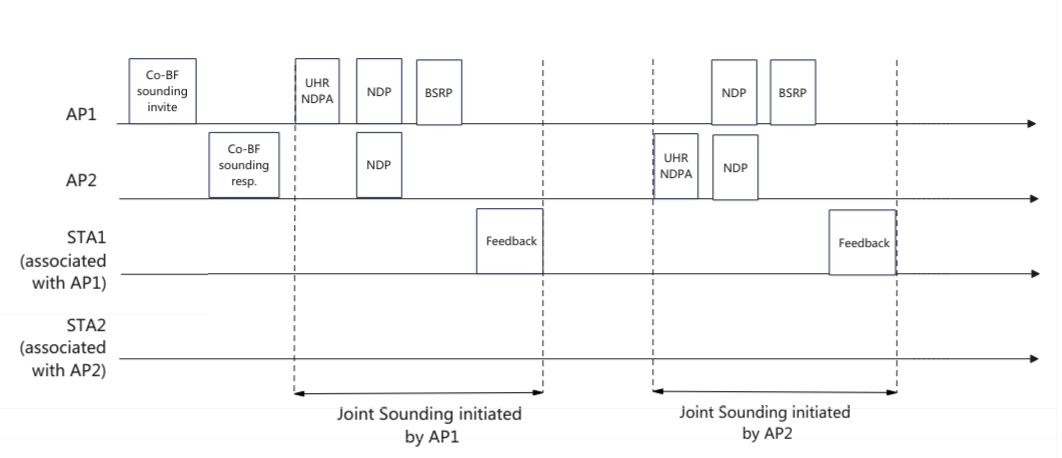 Co-BF
sounding
invite
UHR
NDPA
NDP
BSRP
NDP
BSRP
AP1
Co-BF
sounding
resp.
NDP
UHR
NDPA
NDP
AP2
STA1
(associated
with AP1)
Feedback
Feedback
STA2
(associated
with AP2)
Joint Sounding initiated
by AP1
Joint Sounding initiated
by AP2